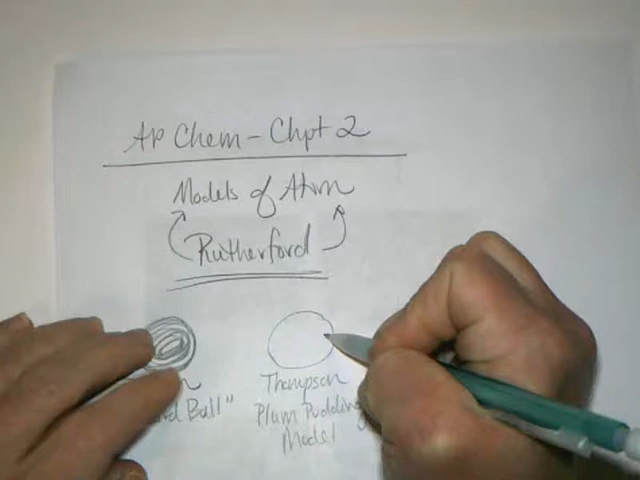 AP Chem - Chpt 2
Models of Atom
Rutherford
Thompson
Ball" Plum Pudding
Model